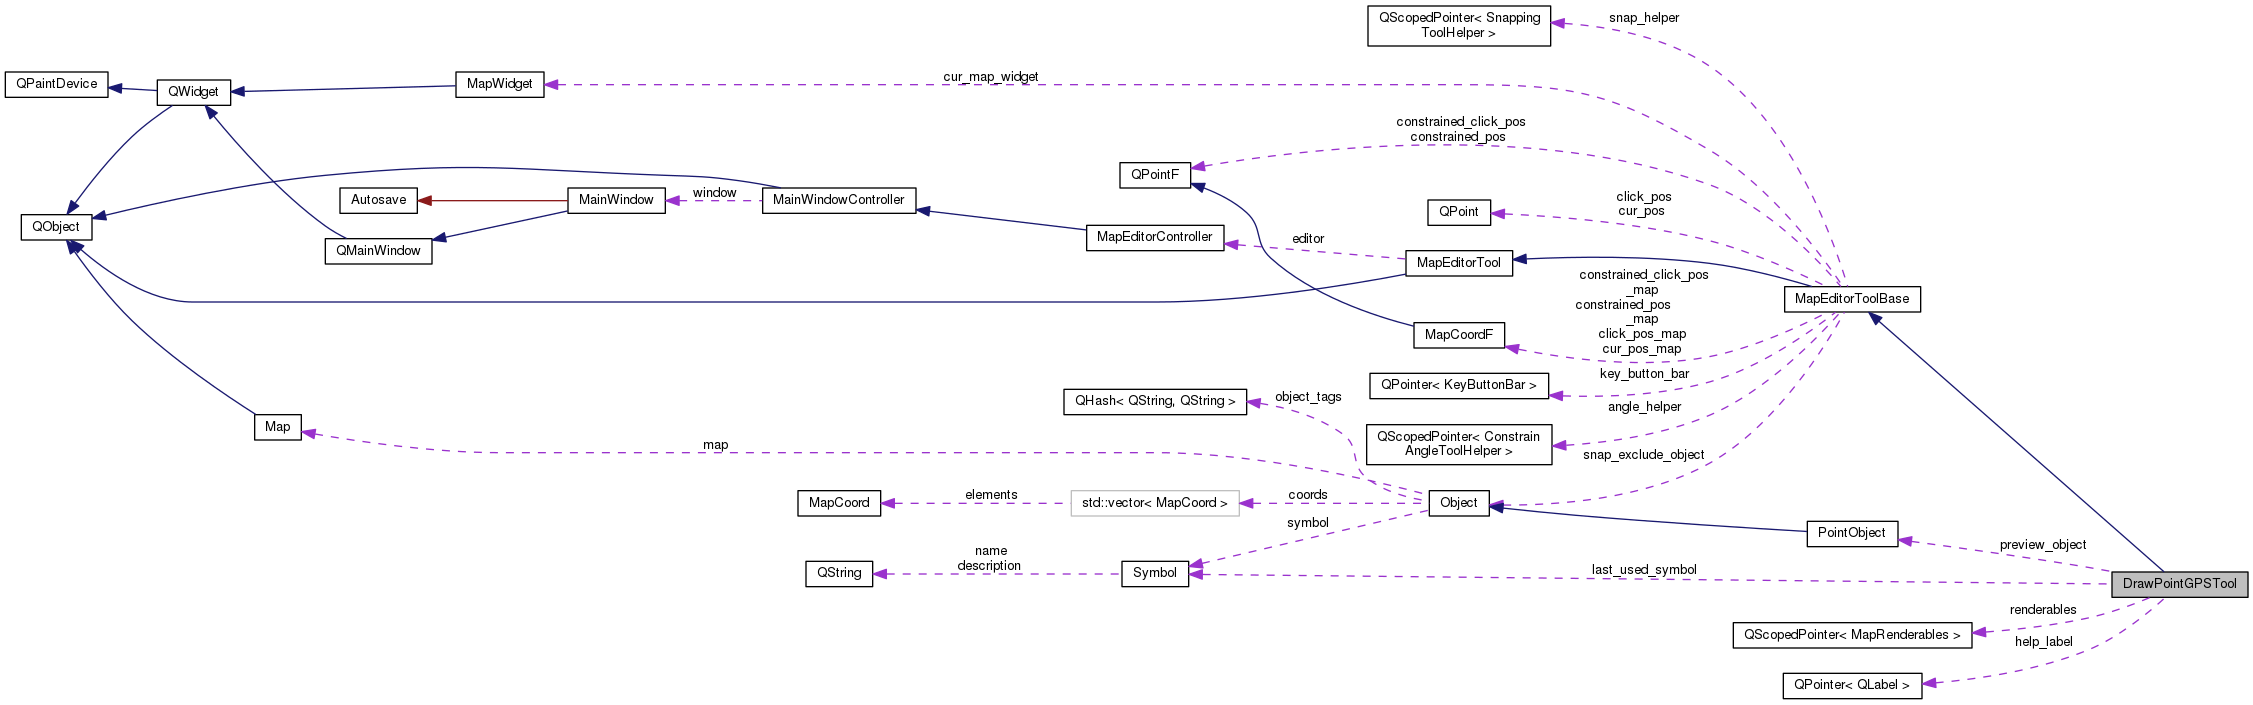 QScopedPointer< Snapping
ToolHelper >
snap_helper
QPaintDevice
QWidget
MapWidget
cur_map_widget
constrained_click_pos
constrained_pos
QPointF
click_pos
cur_pos
QPoint
Autosave
MainWindow
window
MainWindowController
QObject
QMainWindow
MapEditorController
editor
MapEditorTool
constrained_click_pos
_map
constrained_pos
_map
click_pos_map
cur_pos_map
MapEditorToolBase
MapCoordF
key_button_bar
QPointer< KeyButtonBar >
QHash< QString, QString >
object_tags
angle_helper
Map
map
QScopedPointer< Constrain
AngleToolHelper >
snap_exclude_object
MapCoord
elements
std::vector< MapCoord >
coords
Object
symbol
PointObject
preview_object
QString
name
description
Symbol
last_used_symbol
DrawPointGPSTool
renderables
QScopedPointer< MapRenderables >
help_label
QPointer< QLabel >